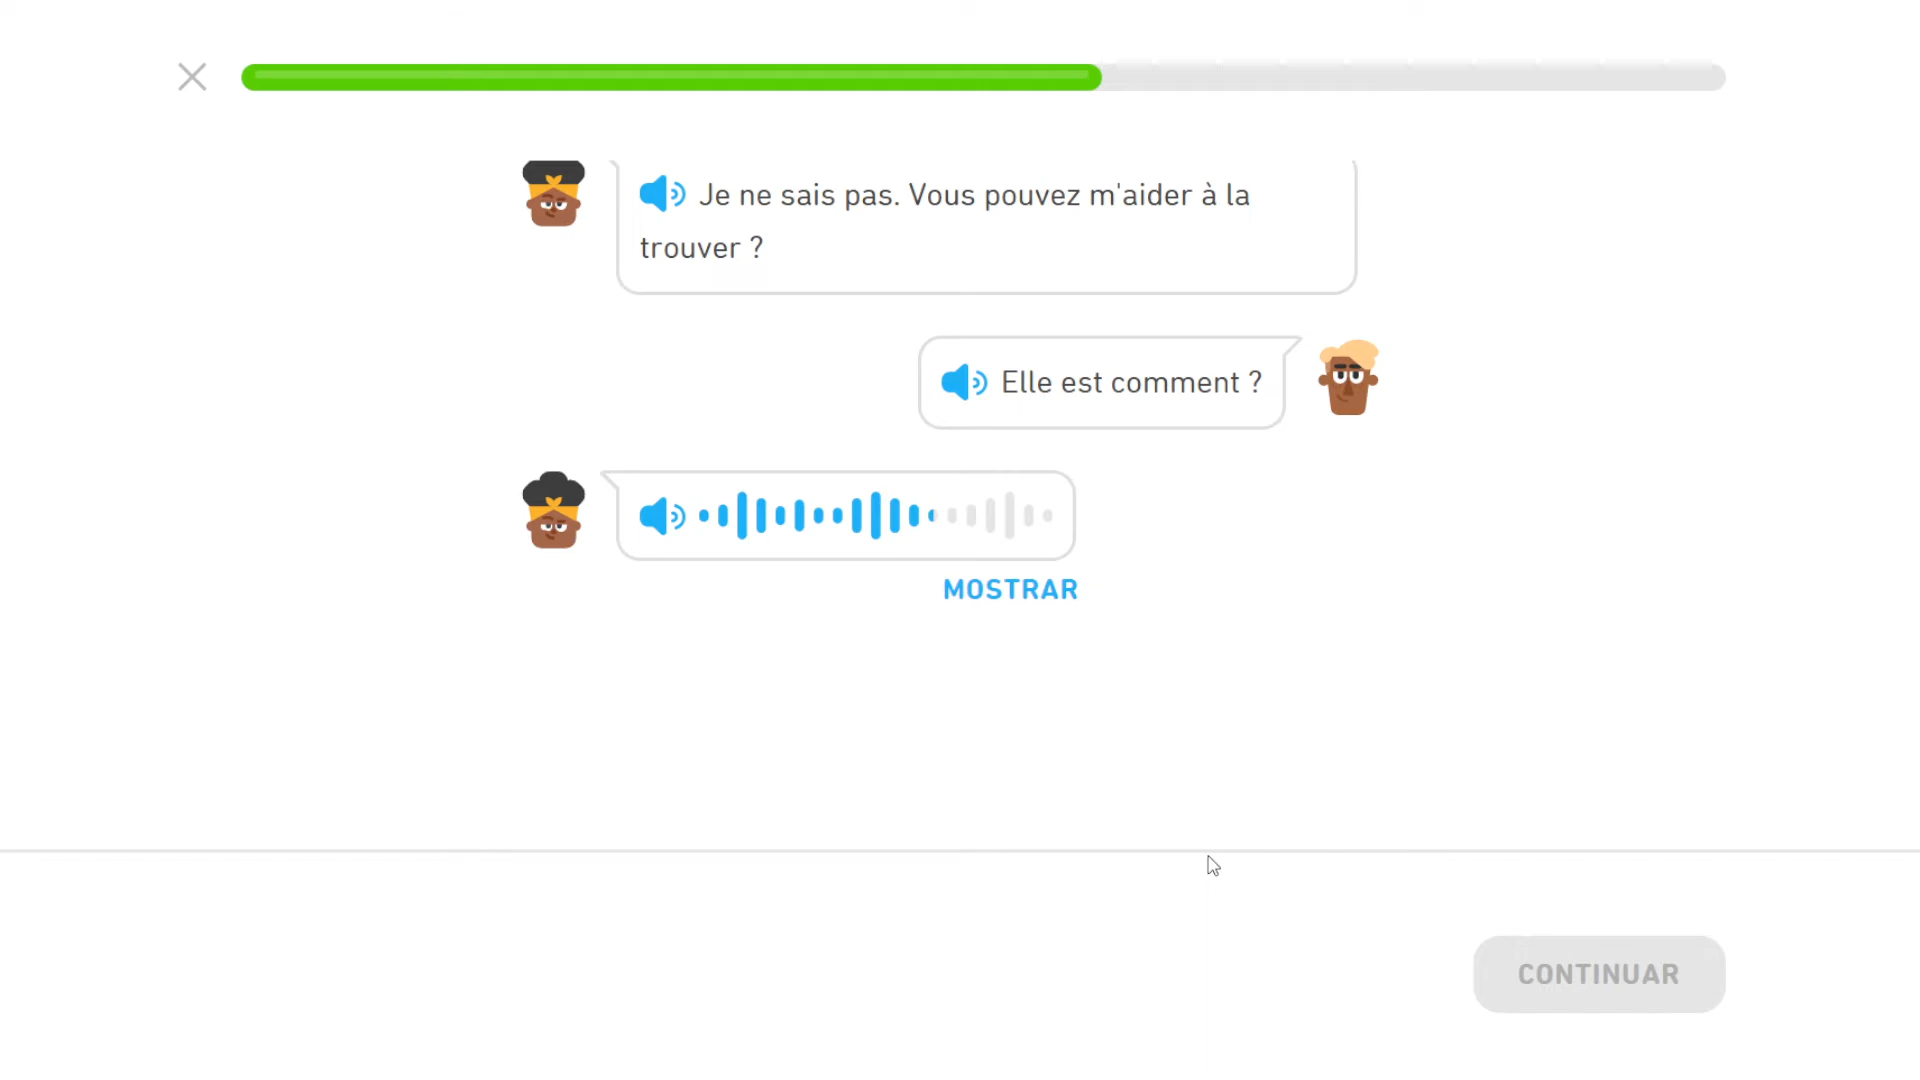 Je ne sais pas. Vous pouvez m'aider à la
trouver ?
Elle est comment ?
MOSTRAR
CONTINUAR